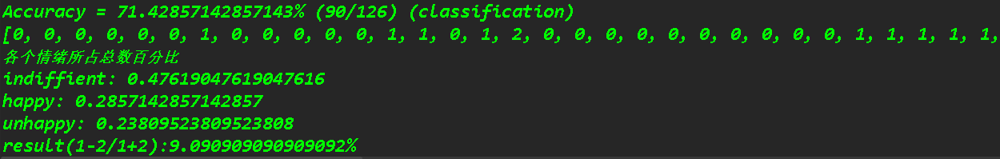 Accuracy = 71.42857142857143% (90/126) (classification)
[0, 0, 0, 0, 0, 0, 1, 0, 0, 0, 0, 0, 1, 1, 0, 1, 2, 0, 0, 0, 0, 0, 0, 0, 0, 0, 0, 1, 1, 1, 1, 1,
各个情绪所占总数百分比
indiffient: 0.47619047619047616
happy: 0.2857142857142857
unhappy: 0.23809523809523808
result(1-2/1+2):9.090909090909092%